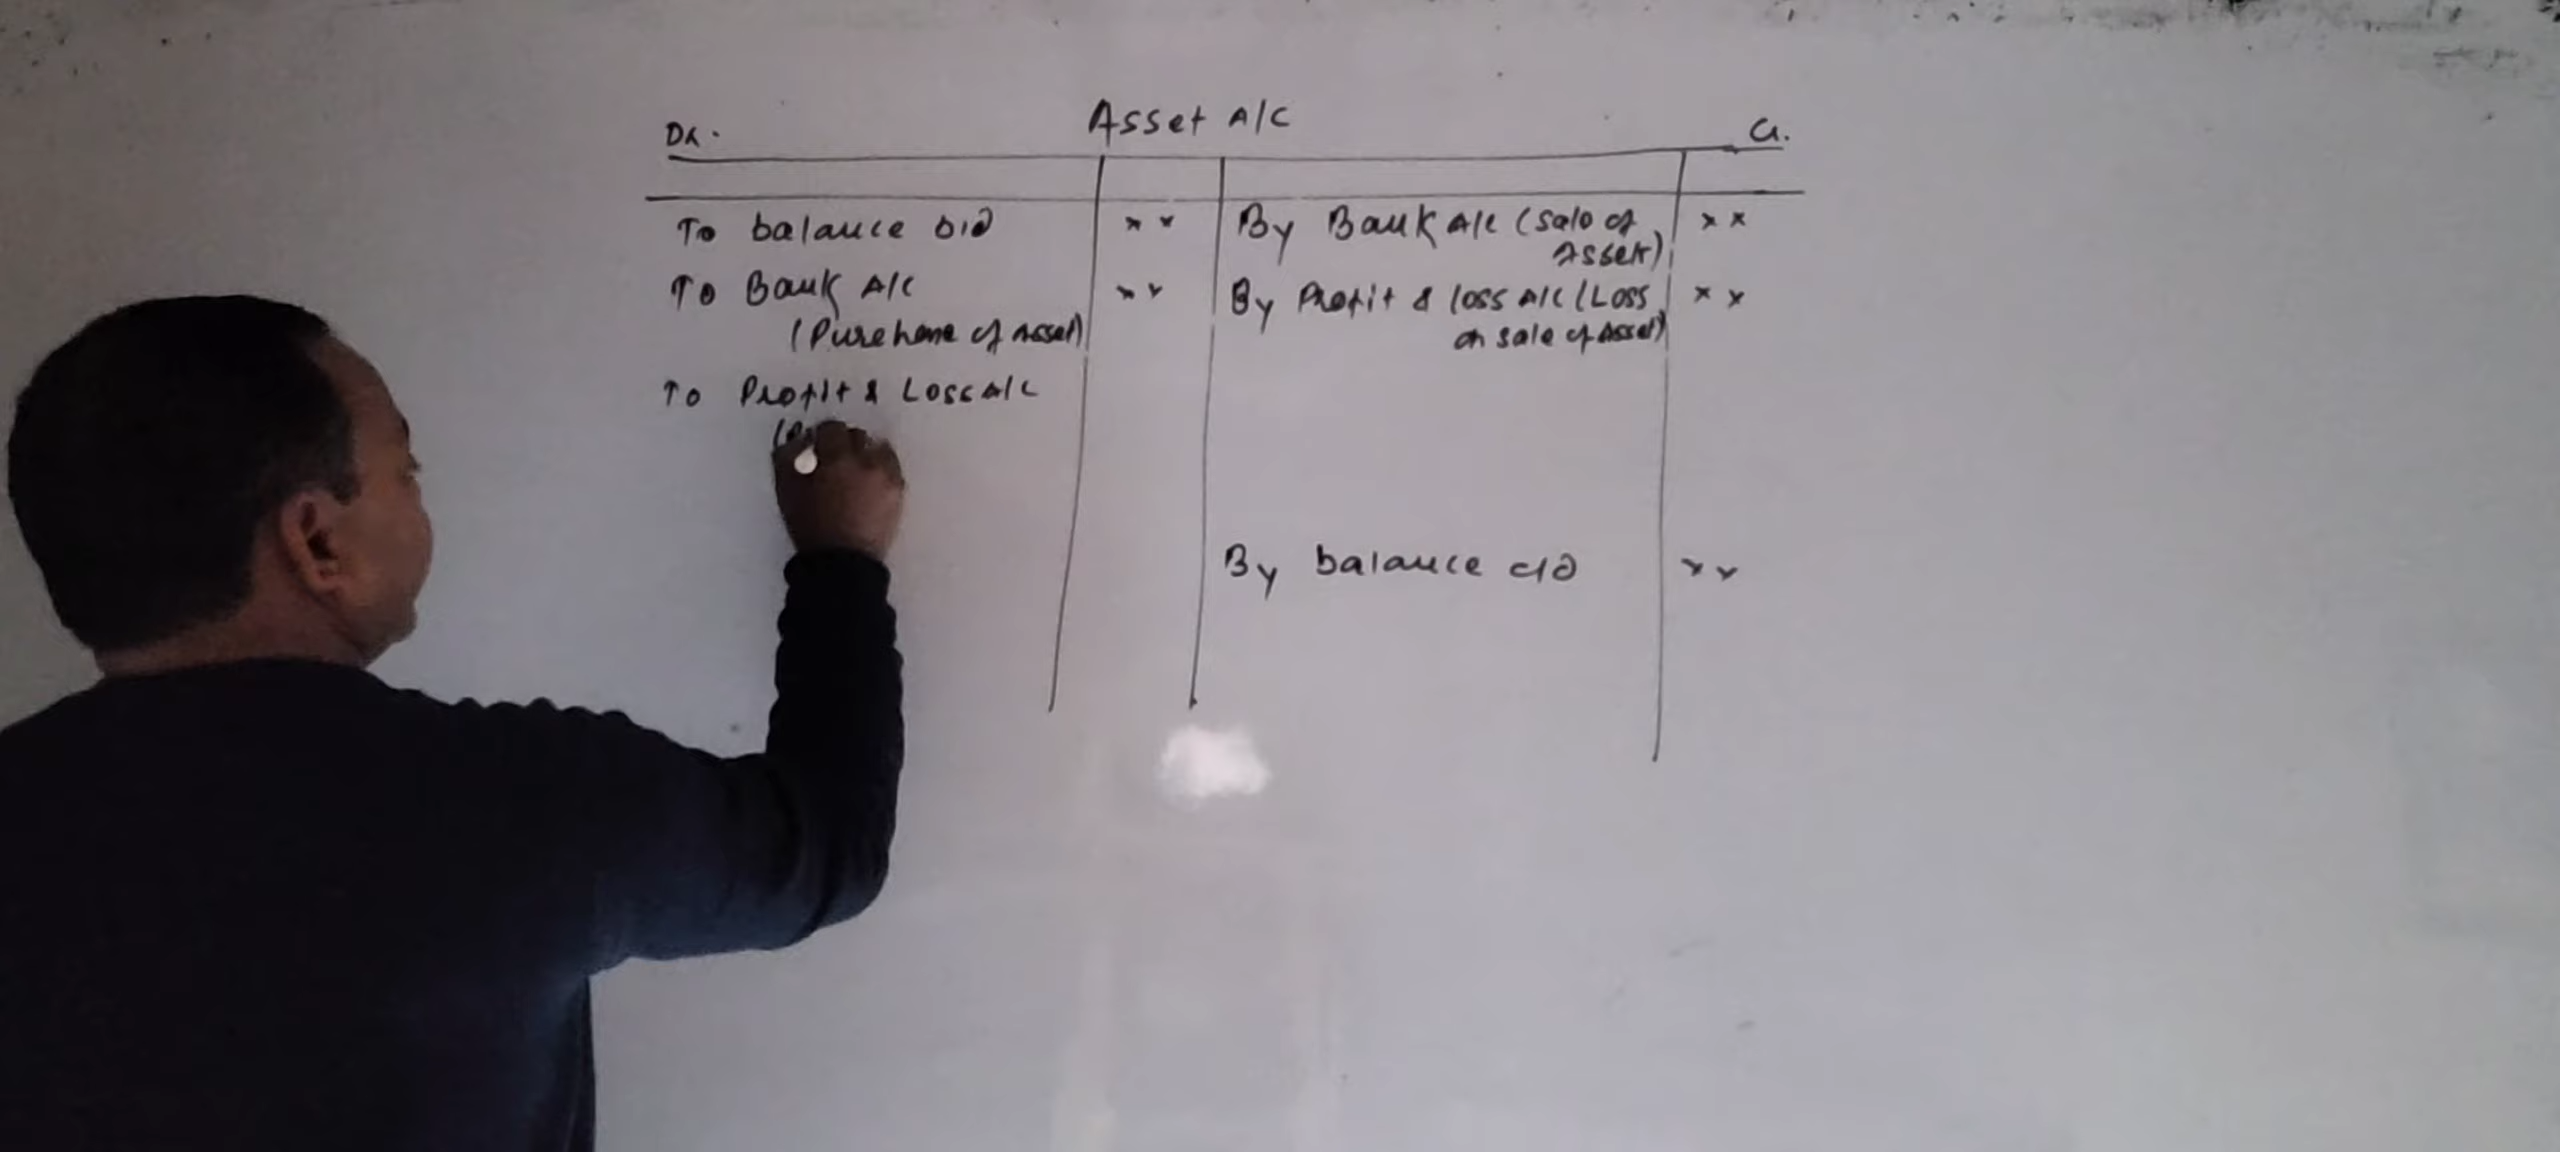 Asset A/C
Dr. Cr.
To balance b/d xx By Bank A/c (Sale of Asset) xx
To Bank A/c xx By Profit & loss A/c (Loss xx
(Purchase of Asset) on sale of Asset)
To Profit & Loss A/c
By balance c/d xx